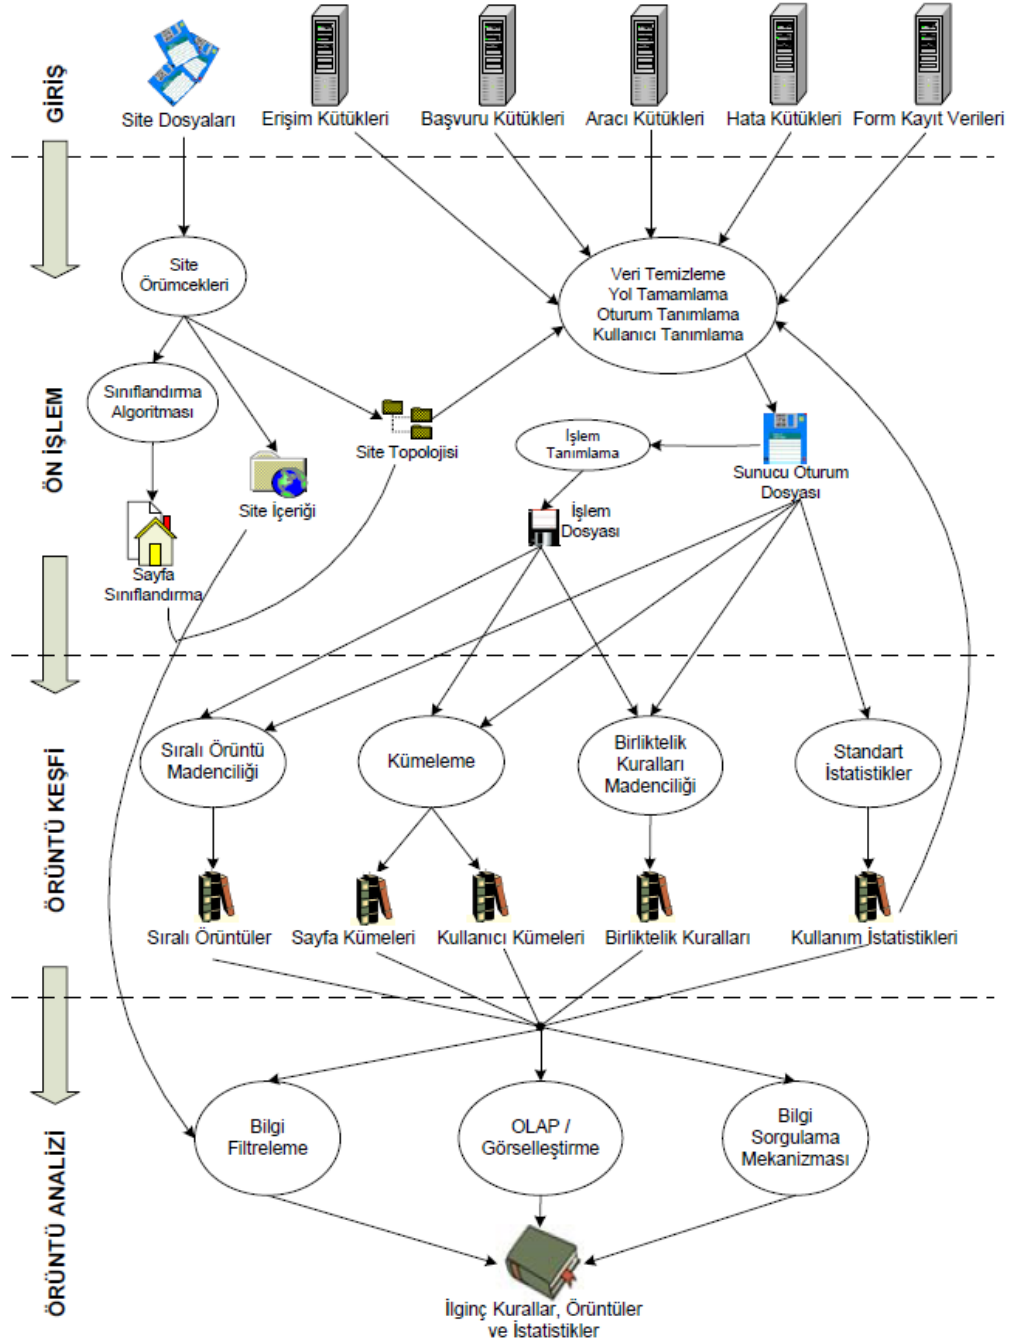 GİRİŞ
Site Dosyaları
Erişim Kütükleri
Başvuru Kütükleri
Aracı Kütükleri
Hata Kütükleri
Form Kayıt Verileri
ÖN İŞLEM
Site
Örümcekleri
Veri Temizleme
Yol Tamamlama
Oturum Tanımlama
Kullanıcı Tanımlama
Sınıflandırma
Algoritması
Site Topolojisi
İşlem
Tanımlama
Sunucu Oturum
Dosyası
Site İçeriği
İşlem
Dosyası
Sayfa
Sınıflandırma
ÖRÜNTÜ KEŞFİ
Sıralı Örüntü
Madenciliği
Kümeleme
Birliktelik
Kuralları
Madenciliği
Standart
İstatistikler
Sıralı Örüntüler
Sayfa Kümeleri
Kullanıcı Kümeleri
Birliktelik Kuralları
Kullanım İstatistikleri
ÖRÜNTÜ ANALİZİ
Bilgi
Filtreleme
OLAP /
Görselleştirme
Bilgi
Sorgulama
Mekanizması
İlginç Kurallar, Örüntüler
ve İstatistikler